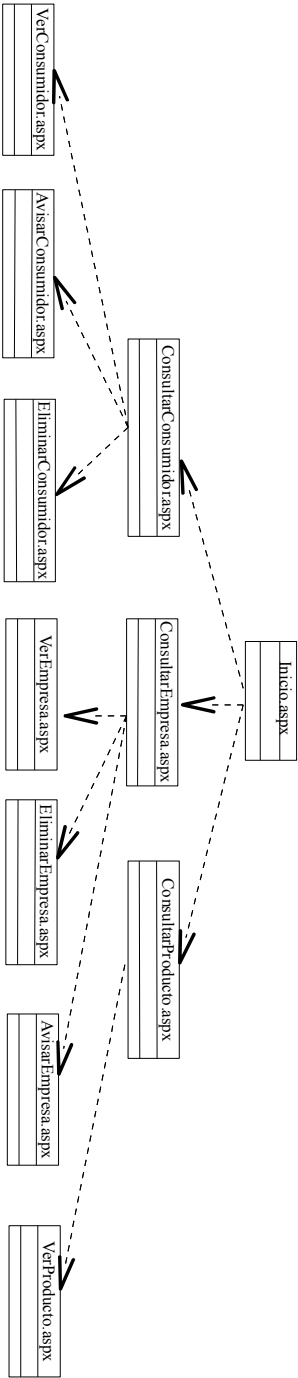 Inicio.aspx
ConsultarConsumidor.aspx
ConsultarEmpresa.aspx
ConsultarProducto.aspx
VerConsumidor.aspx
AvisarConsumidor.aspx
EliminarConsumidor.aspx
VerEmpresa.aspx
EliminarEmpresa.aspx
AvisarEmpresa.aspx
VerProducto.aspx